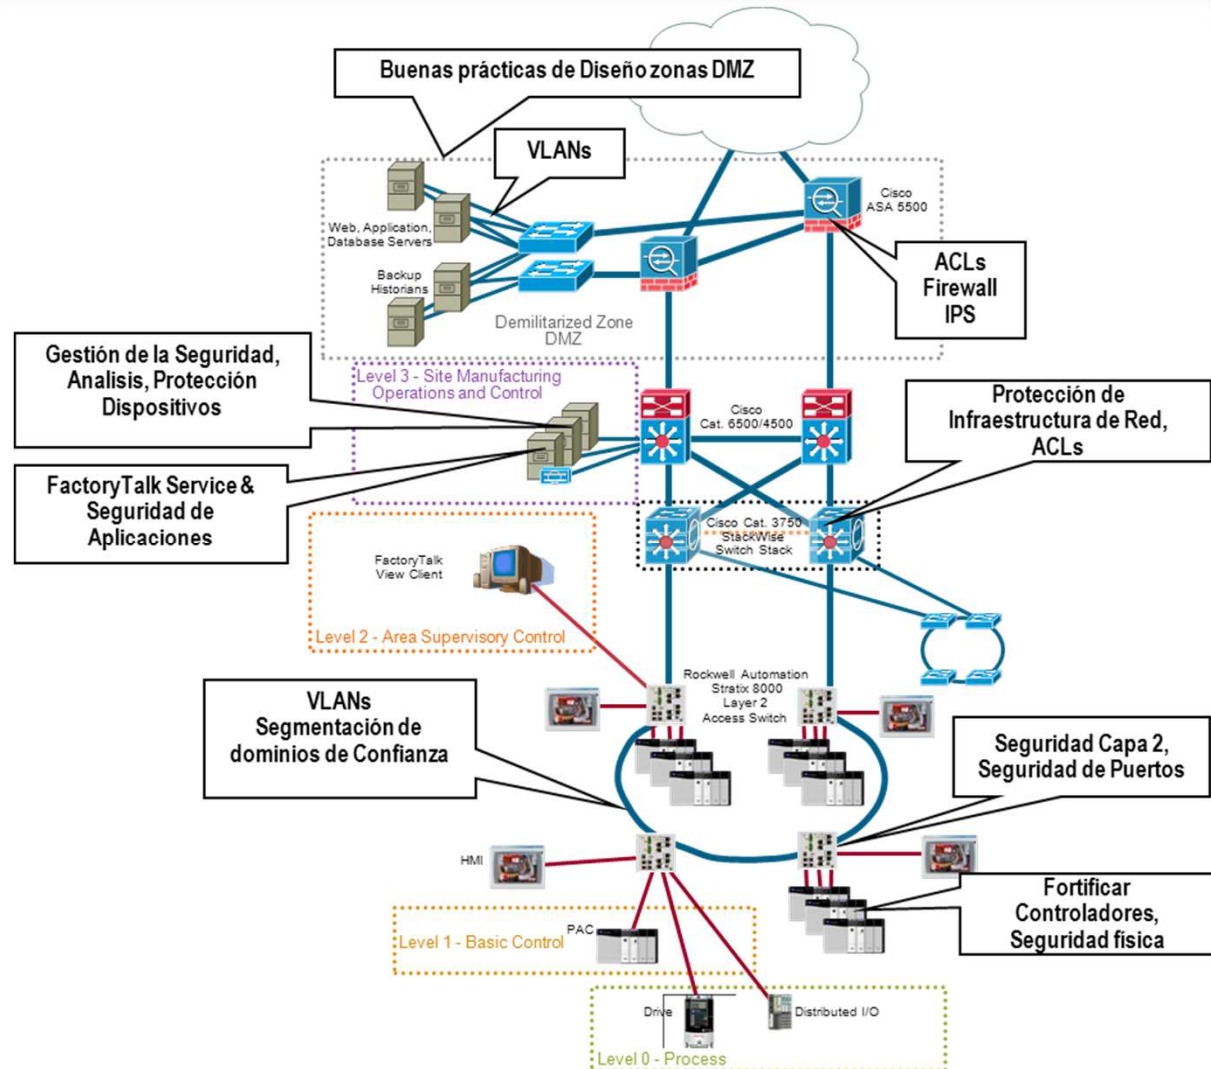 Buenas prácticas de Diseño zonas DMZ
VLANs
Cisco
ASA 5500
Web, Application,
Database Servers
Backup
Historians
ACLs
Firewall
IPS
Demilitarized Zone
DMZ
Gestión de la Seguridad,
Analisis, Protección
Dispositivos
Level 3 - Site Manufacturing
Operations and Control
Cisco
Cat. 6500/4500
Protección de
Infraestructura de Red,
ACLs
FactoryTalk Service &
Seguridad de
Aplicaciones
Cisco Cat. 3750
StackWise
Switch Stack
FactoryTalk
View Client
Level 2 - Area Supervisory Control
Rockwell Automation
Stratix 8000
Layer 2
Access Switch
VLANs
Segmentación de
dominios de Confianza
Seguridad Capa 2,
Seguridad de Puertos
HMI
Fortificar
Controladores,
Seguridad física
PAC
Level 1 - Basic Control
Drive
Distributed I/O
Level 0 - Process